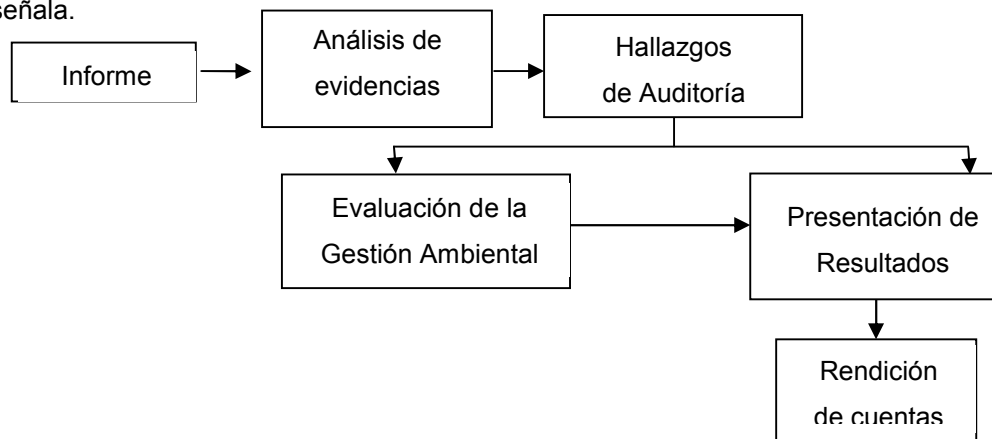 señala.
Informe
Análisis de
evidencias
Hallazgos
de Auditoría
Evaluación de la
Gestión Ambiental
Presentación de
Resultados
Rendición
de cuentas